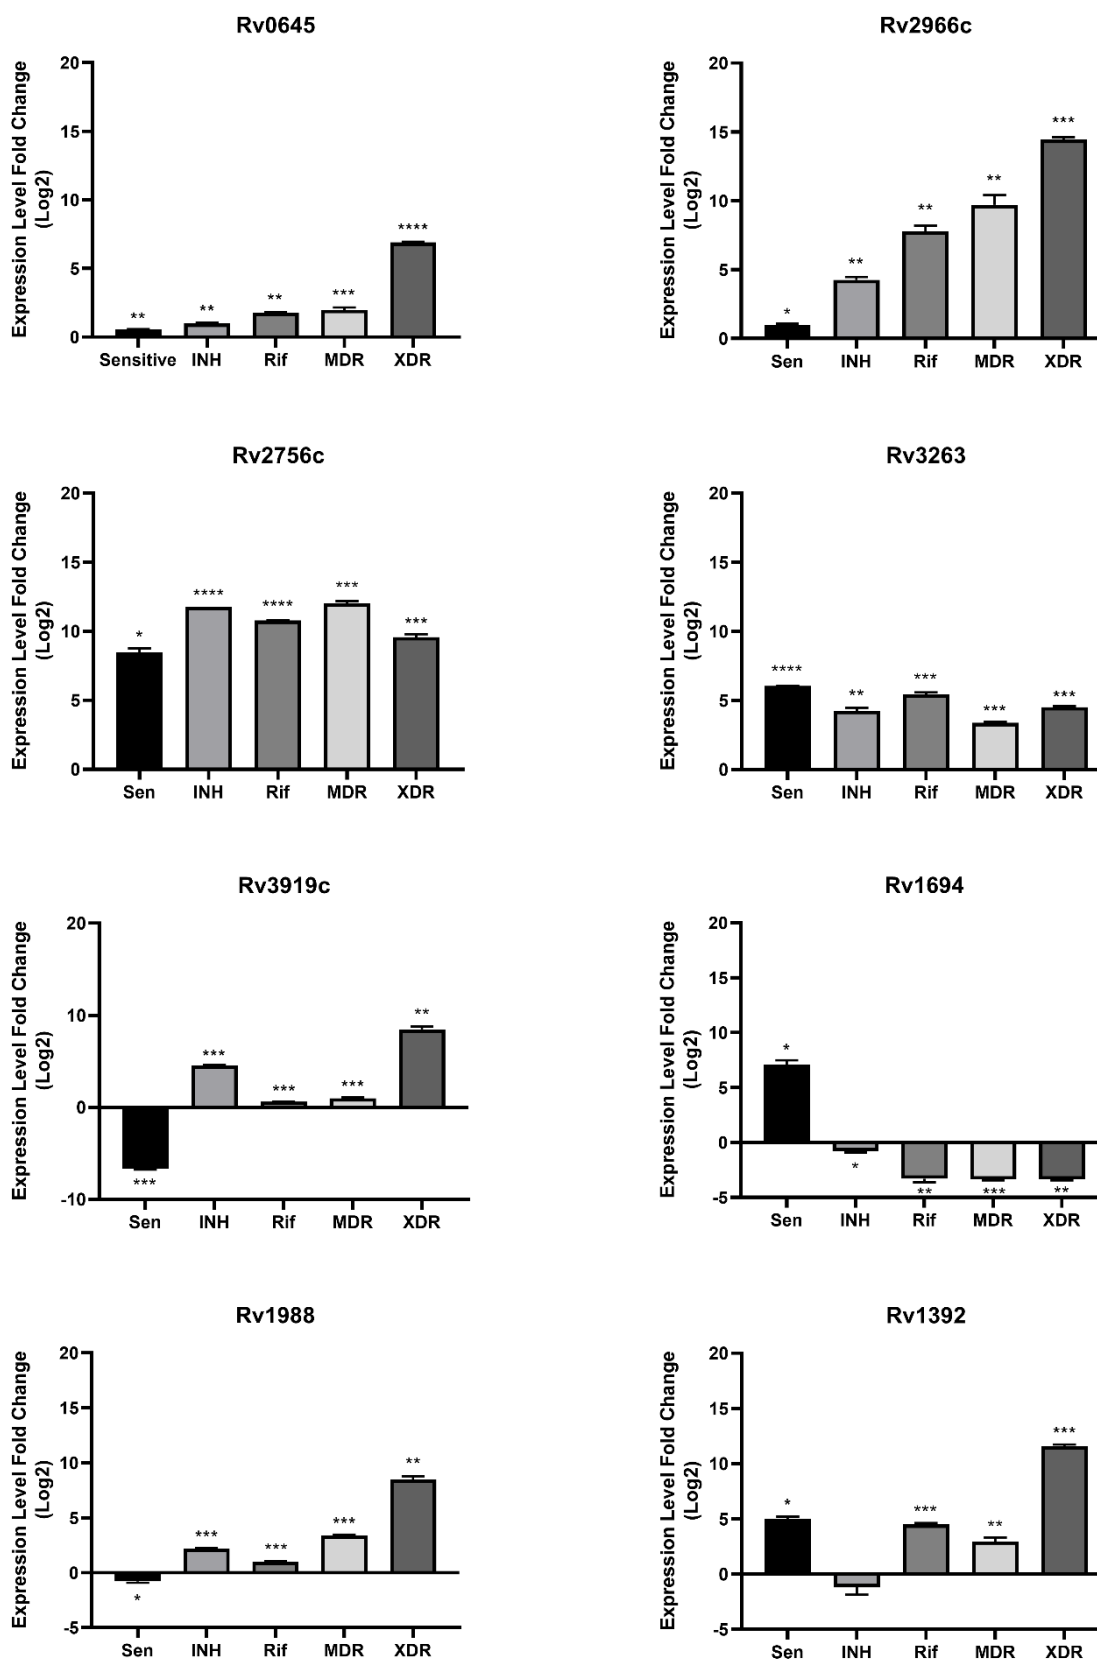 Rv0645
Expression Level Fold Change
(Log2)
20
15
10
5
0
**
**
**
***
****
Sensitive INH Rif MDR XDR
Rv2966c
Expression Level Fold Change
(Log2)
20
15
10
5
0
*
**
**
**
***
Sen INH Rif MDR XDR
Rv2756c
Expression Level Fold Change
(Log2)
20
15
10
5
0
*
****
****
***
***
Sen INH Rif MDR XDR
Rv3263
Expression Level Fold Change
(Log2)
20
15
10
5
0
****
**
***
***
***
Sen INH Rif MDR XDR
Rv3919c
Expression Level Fold Change
(Log2)
20
10
0
-10
***
***
***
***
**
Sen INH Rif MDR XDR
Rv1694
Expression Level Fold Change
(Log2)
20
15
10
5
0
-5
*
*
**
***
**
Sen INH Rif MDR XDR
Rv1988
Expression Level Fold Change
(Log2)
20
15
10
5
0
-5
*
***
***
***
**
Sen INH Rif MDR XDR
Rv1392
Expression Level Fold Change
(Log2)
20
15
10
5
0
-5
*
***
**
***
Sen INH Rif MDR XDR